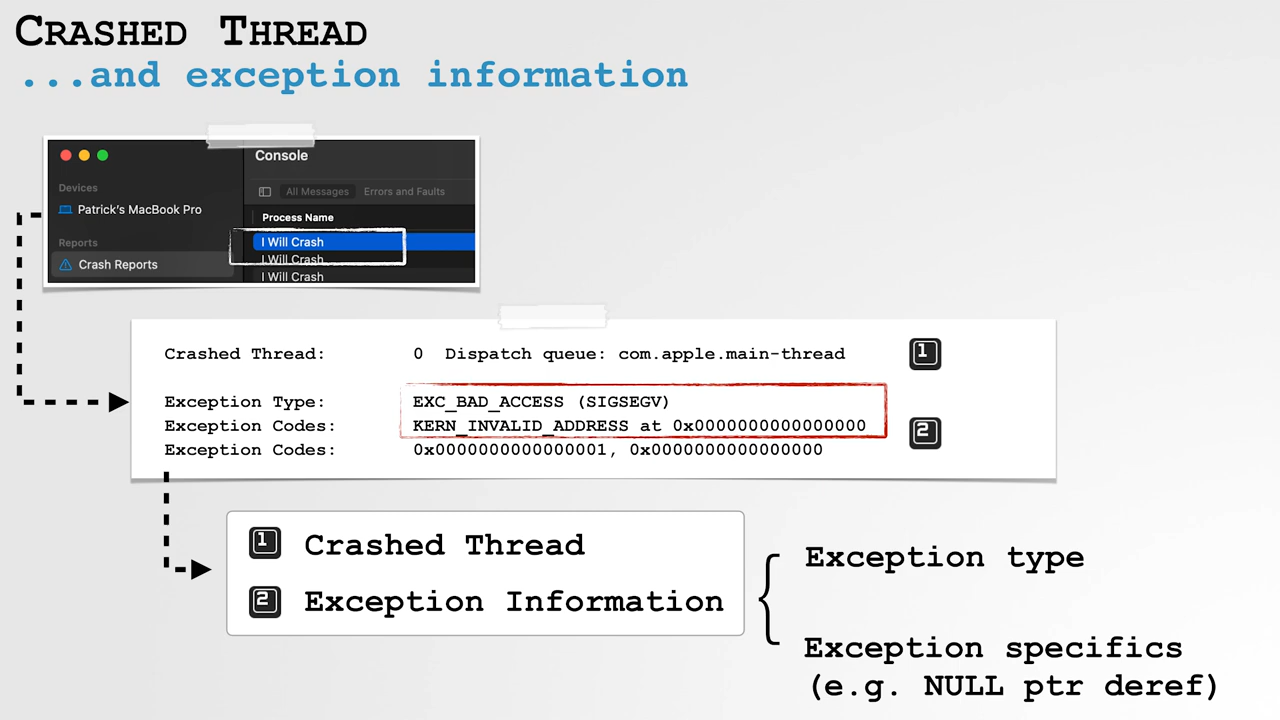 CRASHED THREAD
...and exception information
Console
Devices
All Messages Errors and Faults
Patrick's MacBook Pro
Process Name
Reports
I Will Crash
I Will Crash
Crash Reports
I Will Crash
Crashed Thread: 0 Dispatch queue: com.apple.main-thread
1
Exception Type: EXC_BAD_ACCESS (SIGSEGV)
Exception Codes: KERN_INVALID_ADDRESS at 0x0000000000000000
2
Exception Codes: 0x0000000000000001, 0x0000000000000000
1 Crashed Thread
2 Exception Information
Exception type
Exception specifics
(e.g. NULL ptr deref)